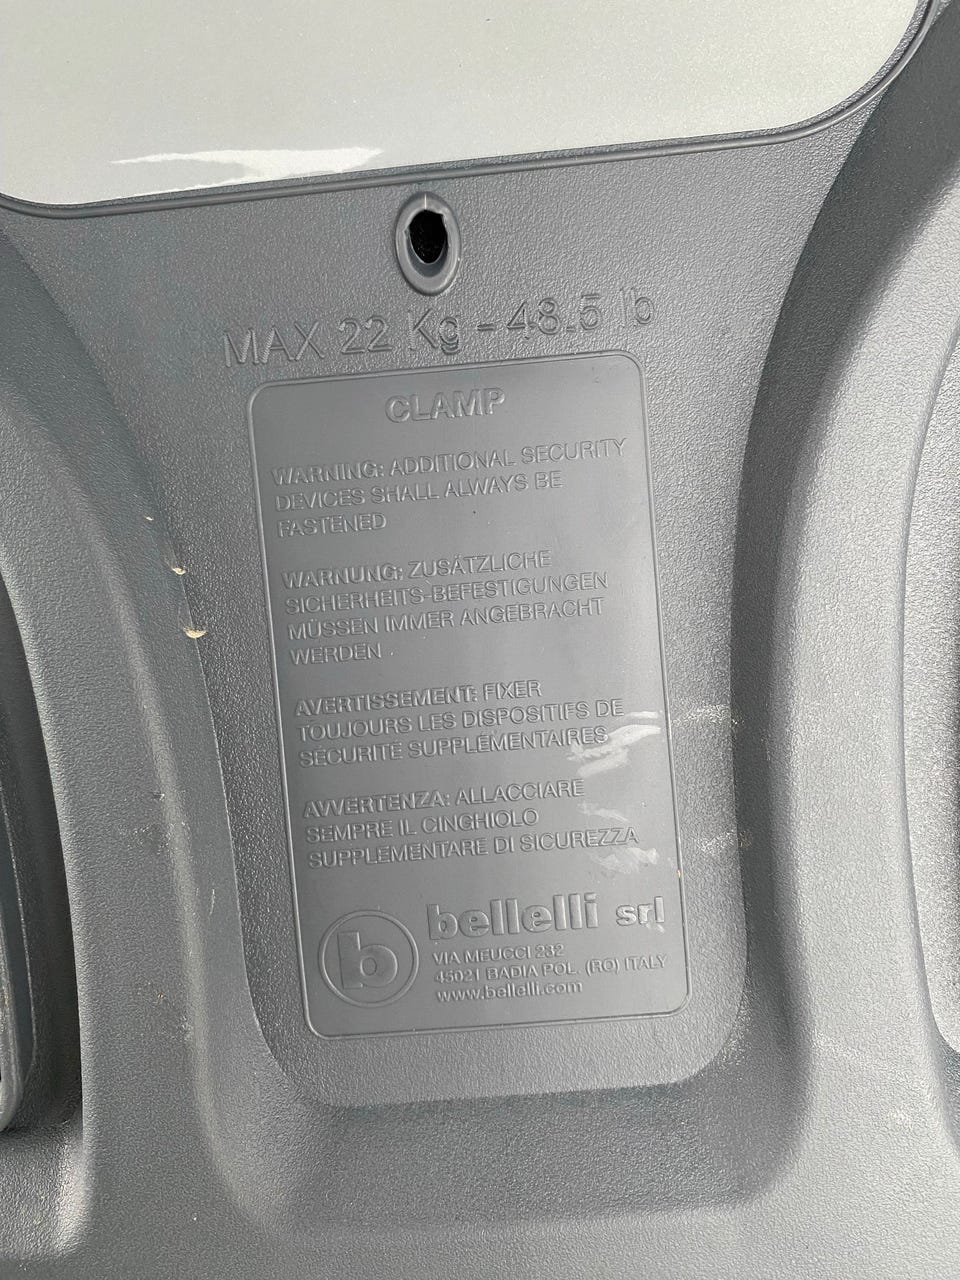 MAX 22 Kg - 48.5 lb
CLAMP
WARNING: ADDITIONAL SECURITY
DEVICES SHALL ALWAYS BE
FASTENED
WARNUNG: ZUSÄTZLICHE
SICHERHEITS-BEFESTIGUNGEN
MÜSSEN IMMER ANGEBRACHT
WERDEN .
AVERTISSEMENT: FIXER
TOUJOURS LES DISPOSITIFS DE
SÉCURITÉ SUPPLÉMENTAIRES
AVVERTENZA: ALLACCIARE
SEMPRE IL CINGHIOLO
SUPPLEMENTARE DI SICUREZZA
b bellelli srl
VIA MEUCCI 232
45021 BADIA POL. (RO) ITALY
www.bellelli.com